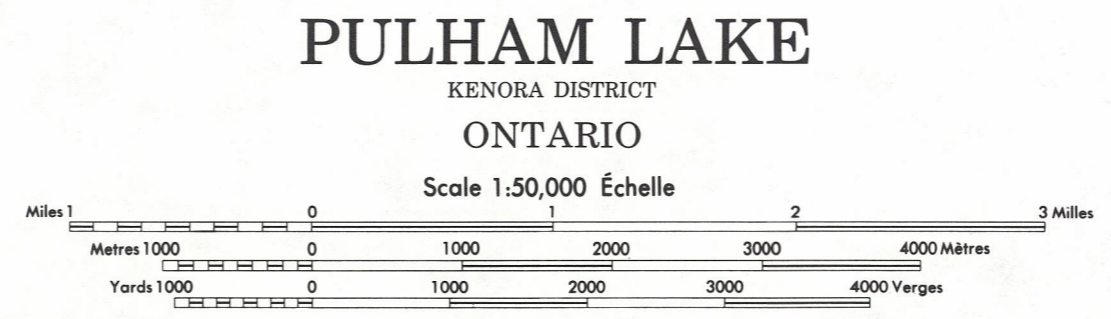 PULHAM LAKE
KENORA DISTRICT
ONTARIO
Scale 1:50,000 Échelle
Miles 1 0 1 2 3 Milles
Metres 1000 0 1000 2000 3000 4000 Mètres
Yards 1000 0 1000 2000 3000 4000 Verges